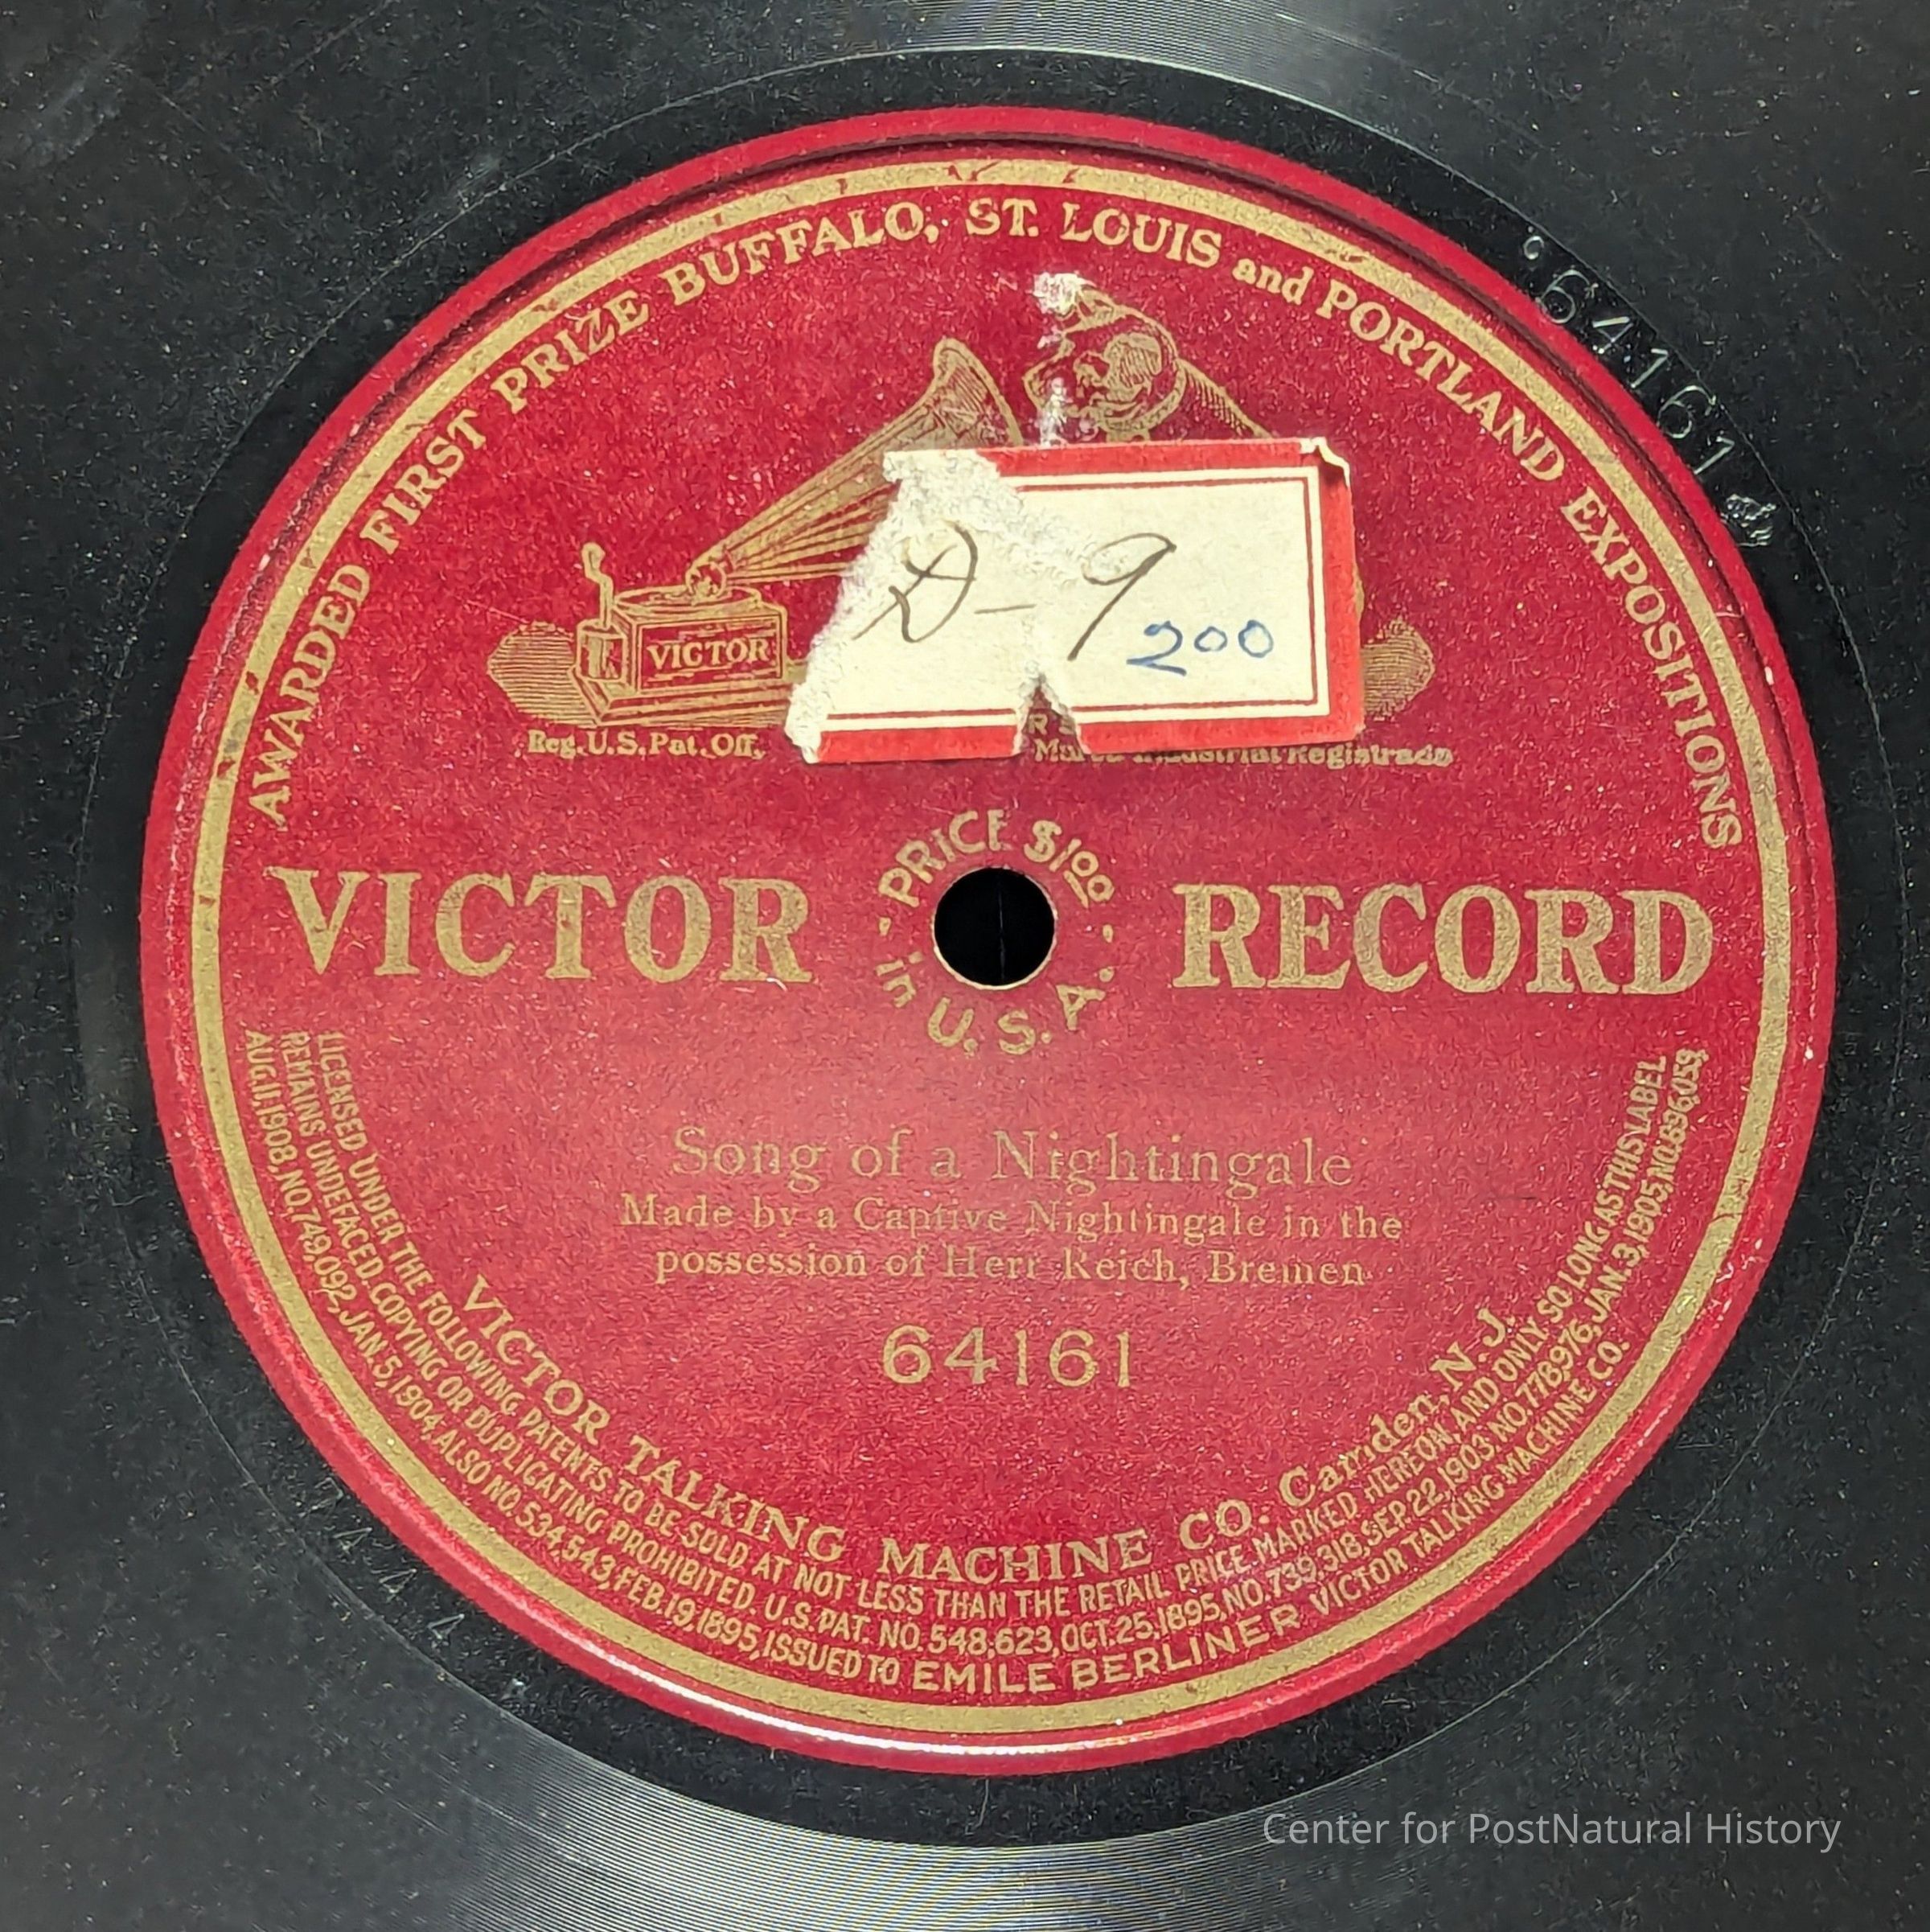 AWARDED FIRST PRIZE BUFFALO, ST. LOUIS and PORTLAND EXPOSITIONS
64161
VICTOR
D-9
200
Reg. U.S. Pat. Off.
Industrial Registrada
VICTOR RECORD
PRICE $1.00
in U.S.A.
Song of a Nightingale
Made by a Captive Nightingale in the
possession of Herr Reich, Bremen
64161
VICTOR TALKING MACHINE CO. Camden, N.J.
LICENSED UNDER THE FOLLOWING PATENTS TO BE SOLD AT NOT LESS THAN THE RETAIL PRICE MARKED HEREON, AND ONLY SO LONG AS THIS LABEL
REMAINS UNDEFACED. COPYING OR DUPLICATING PROHIBITED. U.S. PAT. NO. 548,623, OCT. 25, 1895, NO. 739,318, SEP. 22, 1903. NO. 778976, JAN. 3, 1905, NO. 896,059,
AUG. 11, 1908, NO. 749,092, JAN. 5, 1904, ALSO NO. 534,543, FEB. 19, 1895, ISSUED TO EMILE BERLINER VICTOR TALKING MACHINE CO.
Center for PostNatural History